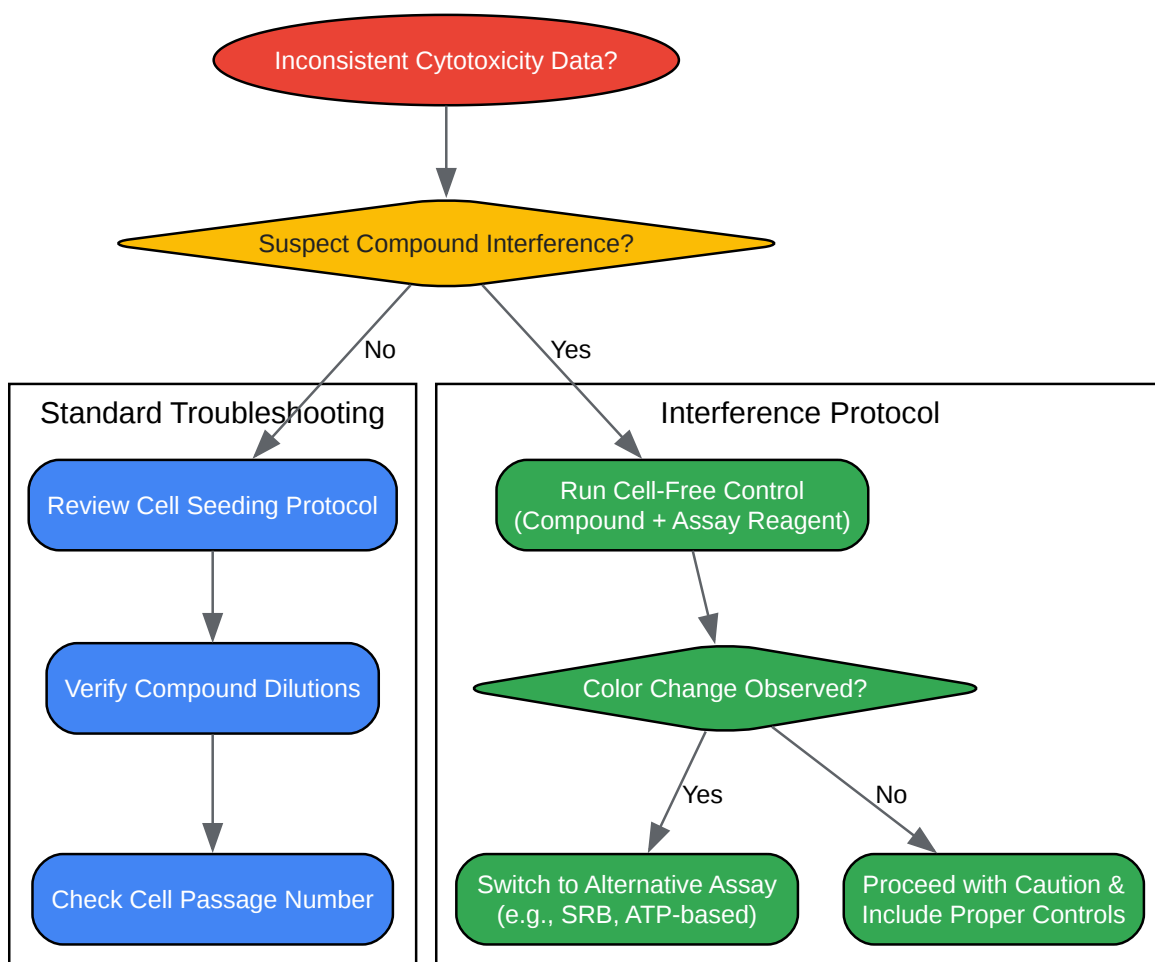 Inconsistent Cytotoxicity Data?
Suspect Compound Interference?
No
Yes
Standard Troubleshooting
Review Cell Seeding Protocol
Verify Compound Dilutions
Check Cell Passage Number
Interference Protocol
Run Cell-Free Control
(Compound + Assay Reagent)
Color Change Observed?
Yes
No
Switch to Alternative Assay
(e.g., SRB, ATP-based)
Proceed with Caution &
Include Proper Controls